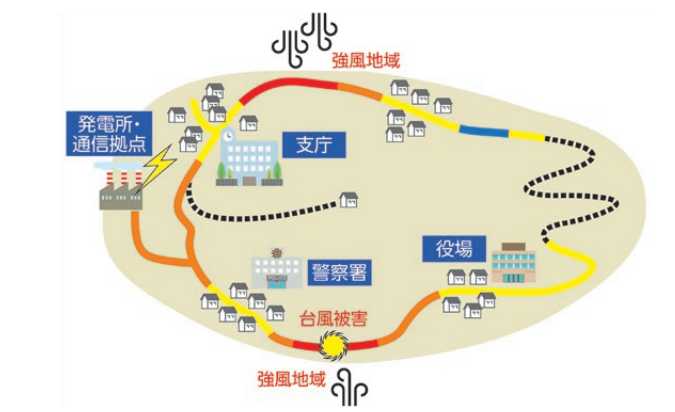 強風地域
発電所・
通信拠点
支庁
役場
警察署
台風被害
強風地域